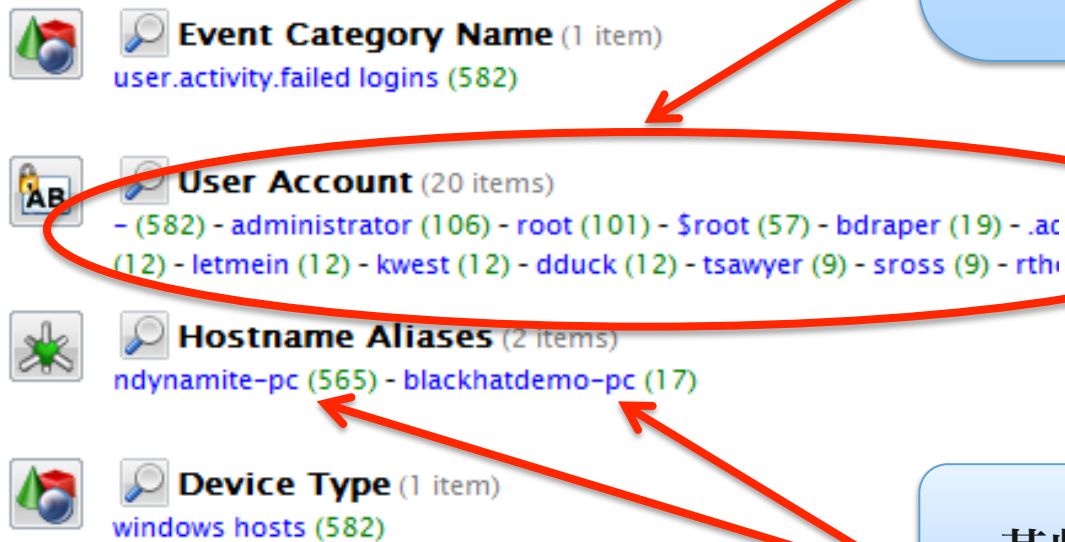 Event Category Name (1 item)
user.activity.failed logins (582)
User Account (20 items)
– (582) - administrator (106) - root (101) - $root (57) - bdraper (19) -
(12) - letmein (12) - kwest (12) - dduck (12) - tsawyer (9) - sross (9) -
Hostname Aliases (2 items)
ndynamite-pc (565) - blackhatdemo-pc (17)
Device Type (1 item)
windows hosts (582)